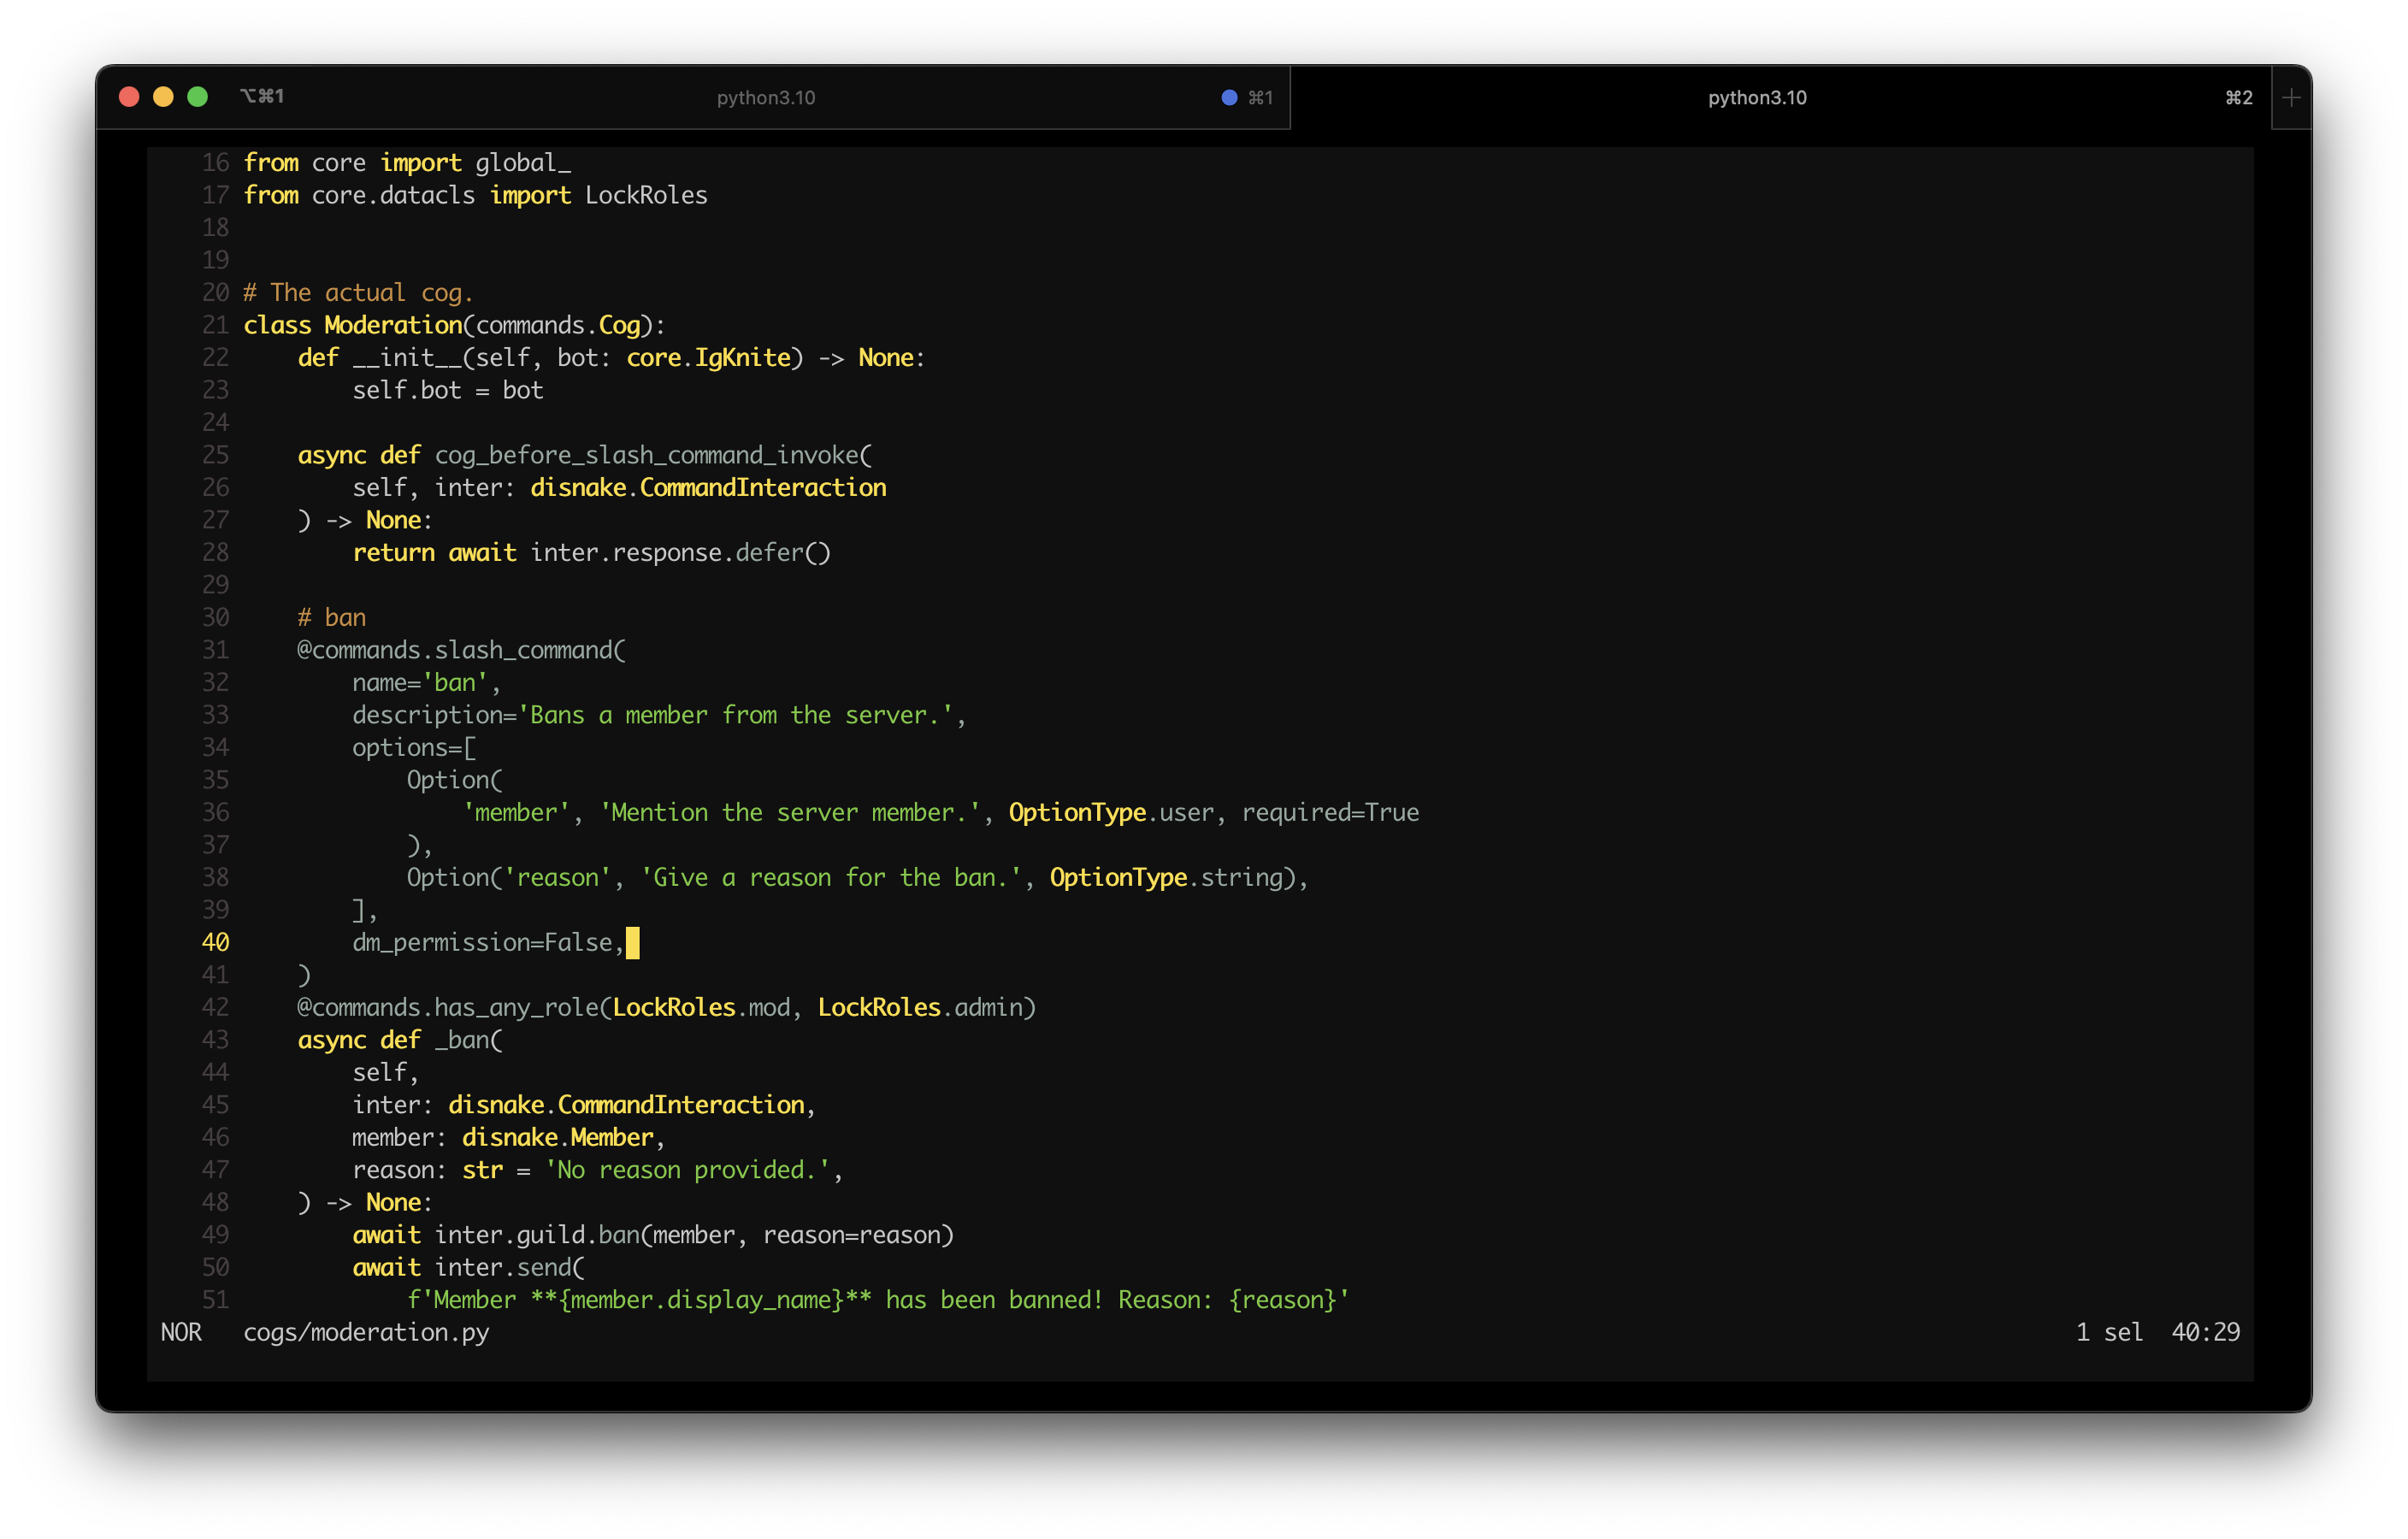 ⌥⌘1 python3.10 ⌘1 python3.10 ⌘2 +
16 from core import global_
17 from core.datacls import LockRoles
18
19
20 # The actual cog.
21 class Moderation(commands.Cog):
22     def __init__(self, bot: core.IgKnite) -> None:
23         self.bot = bot
24
25     async def cog_before_slash_command_invoke(
26         self, inter: disnake.CommandInteraction
27     ) -> None:
28         return await inter.response.defer()
29
30     # ban
31     @commands.slash_command(
32         name='ban',
33         description='Bans a member from the server.',
34         options=[
35             Option(
36                 'member', 'Mention the server member.', OptionType.user, required=True
37             ),
38             Option('reason', 'Give a reason for the ban.', OptionType.string),
39         ],
40         dm_permission=False,
41     )
42     @commands.has_any_role(LockRoles.mod, LockRoles.admin)
43     async def _ban(
44         self,
45         inter: disnake.CommandInteraction,
46         member: disnake.Member,
47         reason: str = 'No reason provided.',
48     ) -> None:
49         await inter.guild.ban(member, reason=reason)
50         await inter.send(
51             f'Member **{member.display_name}** has been banned! Reason: {reason}'
NOR cogs/moderation.py 1 sel 40:29